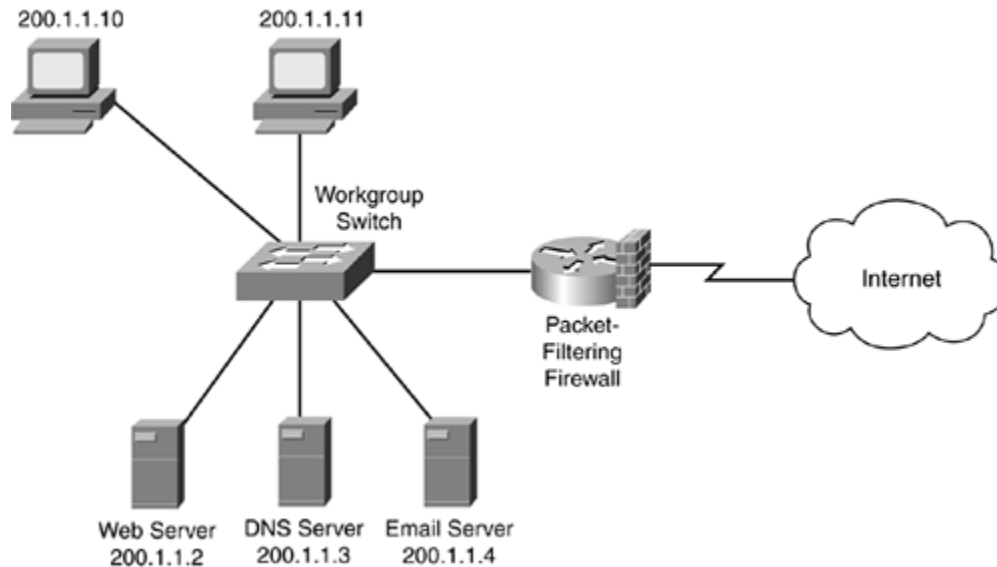 200.1.1.10
200.1.1.11
Workgroup
Switch
Internet
Packet-
Filtering
Firewall
Web Server
200.1.1.2
DNS Server
200.1.1.3
Email Server
200.1.1.4